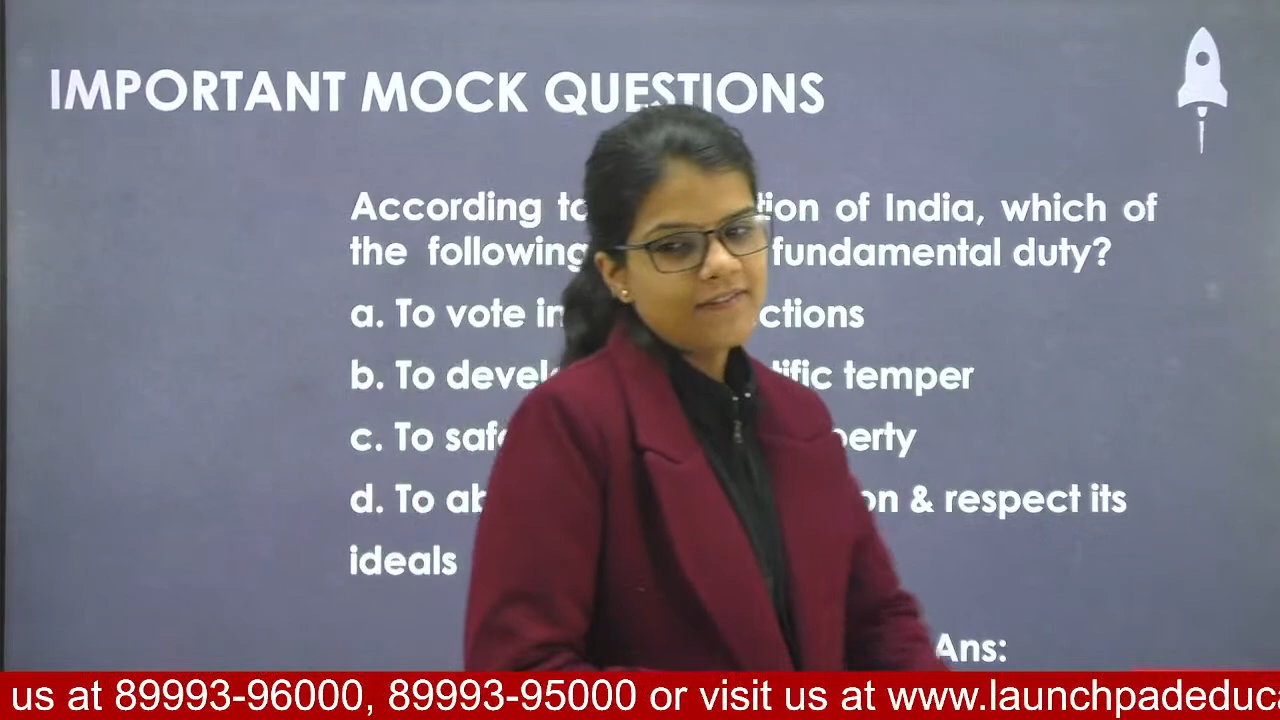 IMPORTANT MOCK QUESTIONS
According to tion of India, which of
the following fundamental duty?
a. To vote in ctions
b. To devel tific temper
c. To safe perty
d. To ab on & respect its
ideals
Ans:
us at 89993-96000, 89993-95000 or visit us at www.launchpadeduca